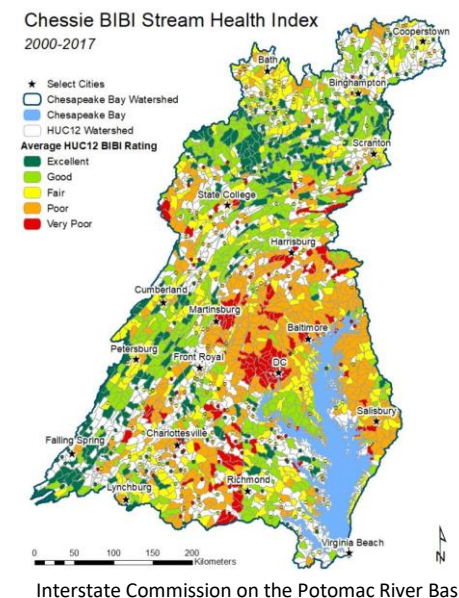 Chessie BIBI Stream Health Index
2000-2017
Cooperstown
Bath
Binghampton
Select Cities
Chesapeake Bay Watershed
Chesapeake Bay
HUC12 Watershed
Average HUC12 BIBI Rating
Excellent
Good
Fair
Poor
Very Poor
Scranton
State College
Harrisburg
Cumberland
Martinsburg
Baltimore
Petersburg
Front Royal
DC
Salisbury
Falling Spring
Charlottesville
Lynchburg
Richmond
Virginia Beach
0 50 100 150 200
Kilometers
N
Interstate Commission on the Potomac River Bas